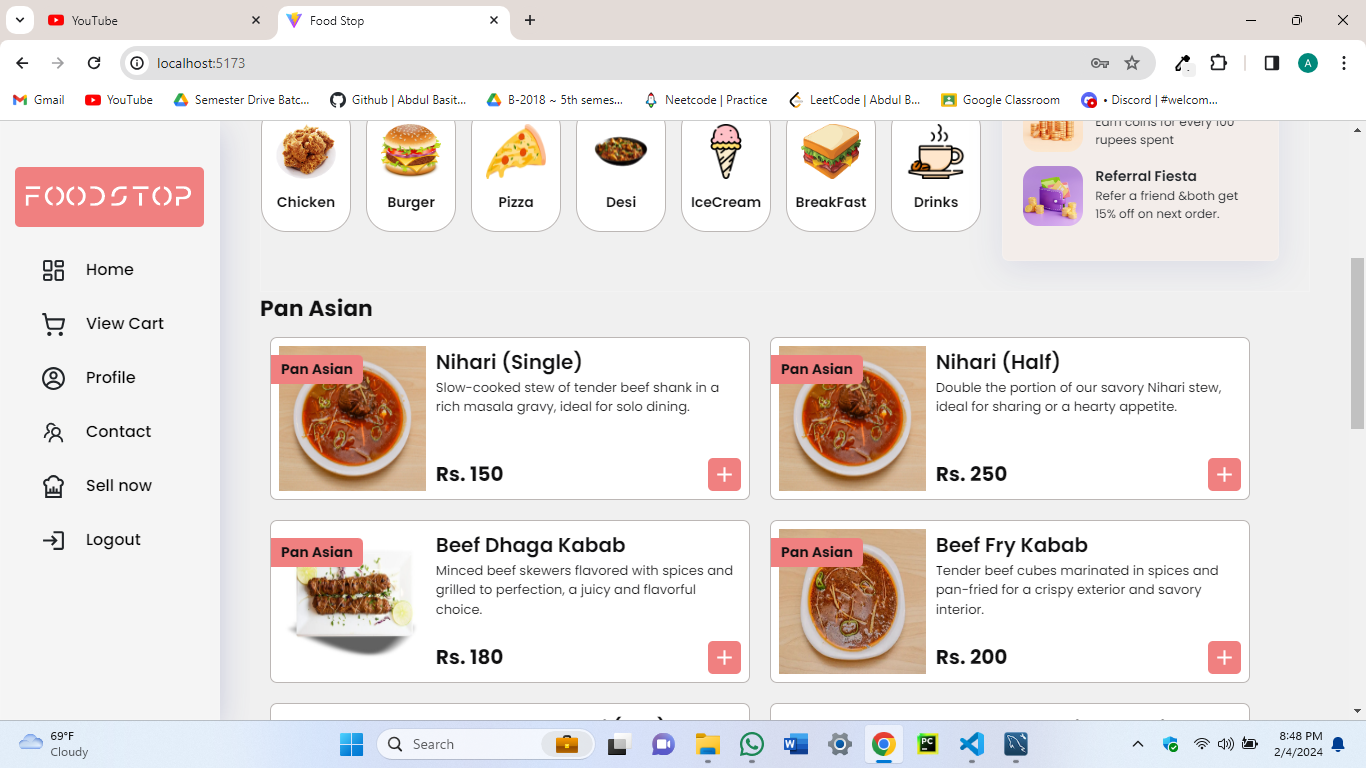 YouTube
Food Stop
localhost:5173
Gmail
YouTube
Semester Drive Batc...
Github | Abdul Basit...
B-2018 ~ 5th semes...
Neetcode | Practice
LeetCode | Abdul B...
Google Classroom
• Discord | #welcom...
A
FOODSTOP
Home
View Cart
Profile
Contact
Sell now
Logout
Chicken
Burger
Pizza
Desi
IceCream
BreakFast
Drinks
Earn coins for every 100
rupees spent
Referral Fiesta
Refer a friend &both get
15% off on next order.
Pan Asian
Pan Asian
Nihari (Single)
Slow-cooked stew of tender beef shank in a
rich masala gravy, ideal for solo dining.
Rs. 150
Pan Asian
Nihari (Half)
Double the portion of our savory Nihari stew,
ideal for sharing or a hearty appetite.
Rs. 250
Pan Asian
Beef Dhaga Kabab
Minced beef skewers flavored with spices and
grilled to perfection, a juicy and flavorful
choice.
Rs. 180
Pan Asian
Beef Fry Kabab
Tender beef cubes marinated in spices and
pan-fried for a crispy exterior and savory
interior.
Rs. 200
69°F
Cloudy
Search
PC
8:48 PM
2/4/2024